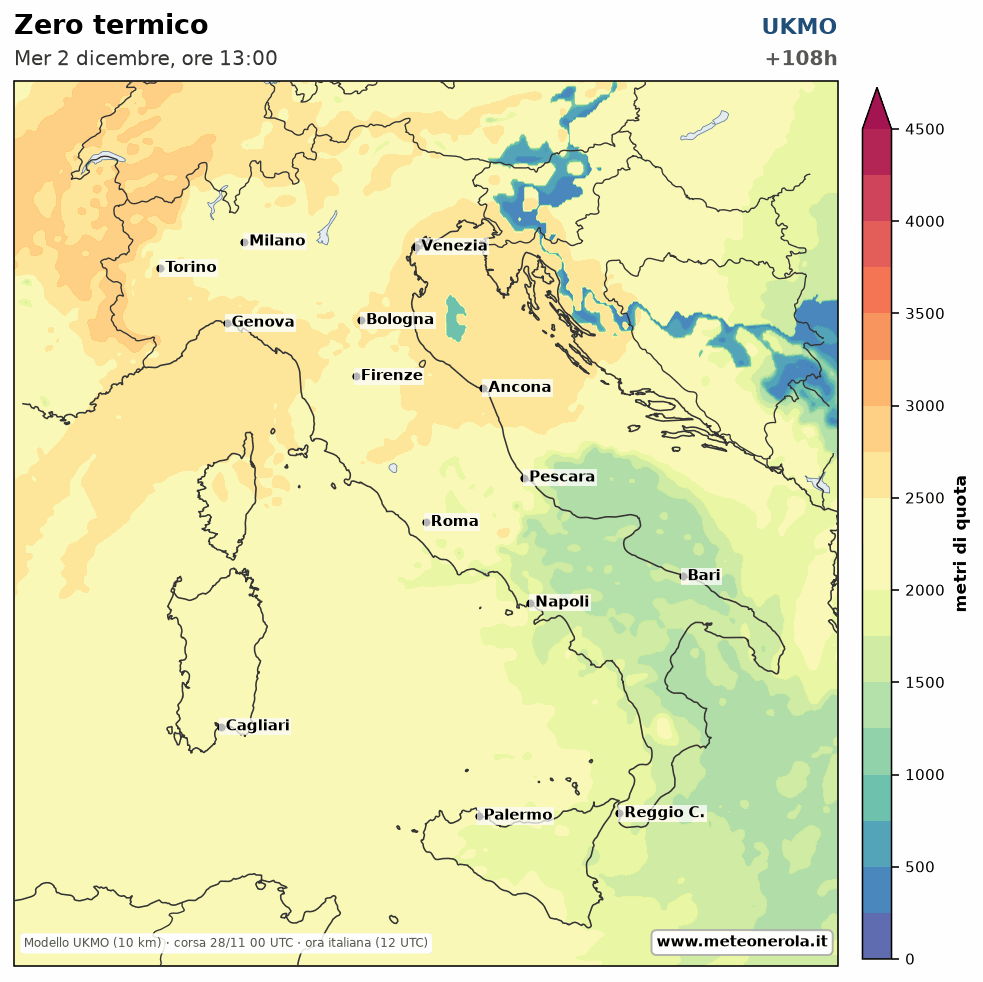 Zero termico
UKMO
Mer 2 dicembre, ore 13:00
+108h
4500
4000
3500
3000
2500
2000
1500
1000
500
0
metri di quota
Milano
Venezia
Torino
Genova
Bologna
Firenze
Ancona
Pescara
Roma
Bari
Napoli
Cagliari
Palermo
Reggio C.
Modello UKMO (10 km) · corsa 28/11 00 UTC · ora italiana (12 UTC)
www.meteonerola.it